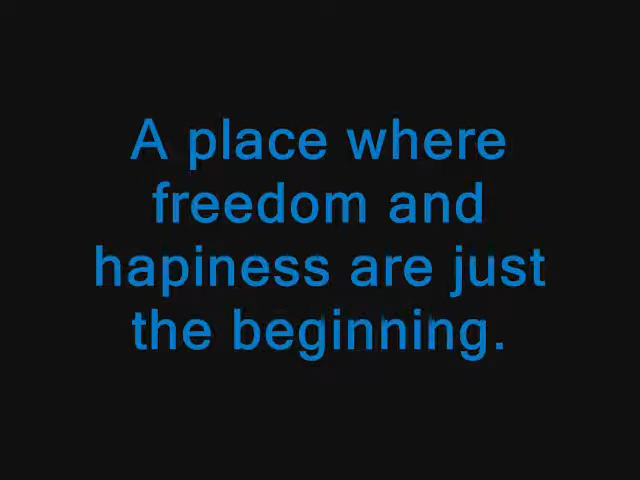 A place where
freedom and
hapiness are just
the beginning.